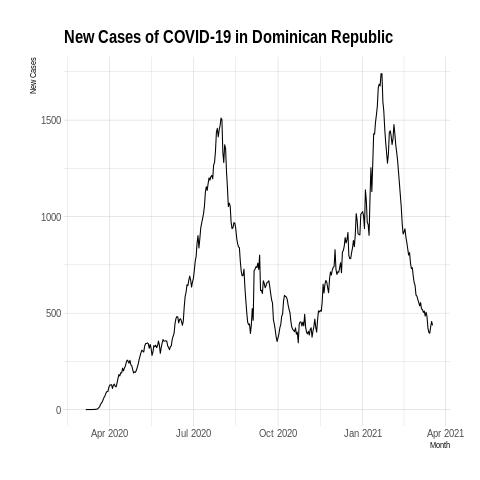 New Cases of COVID-19 in Dominican Republic
New Cases
1500
1000
500
0
Apr 2020 Jul 2020 Oct 2020 Jan 2021 Apr 2021
Month